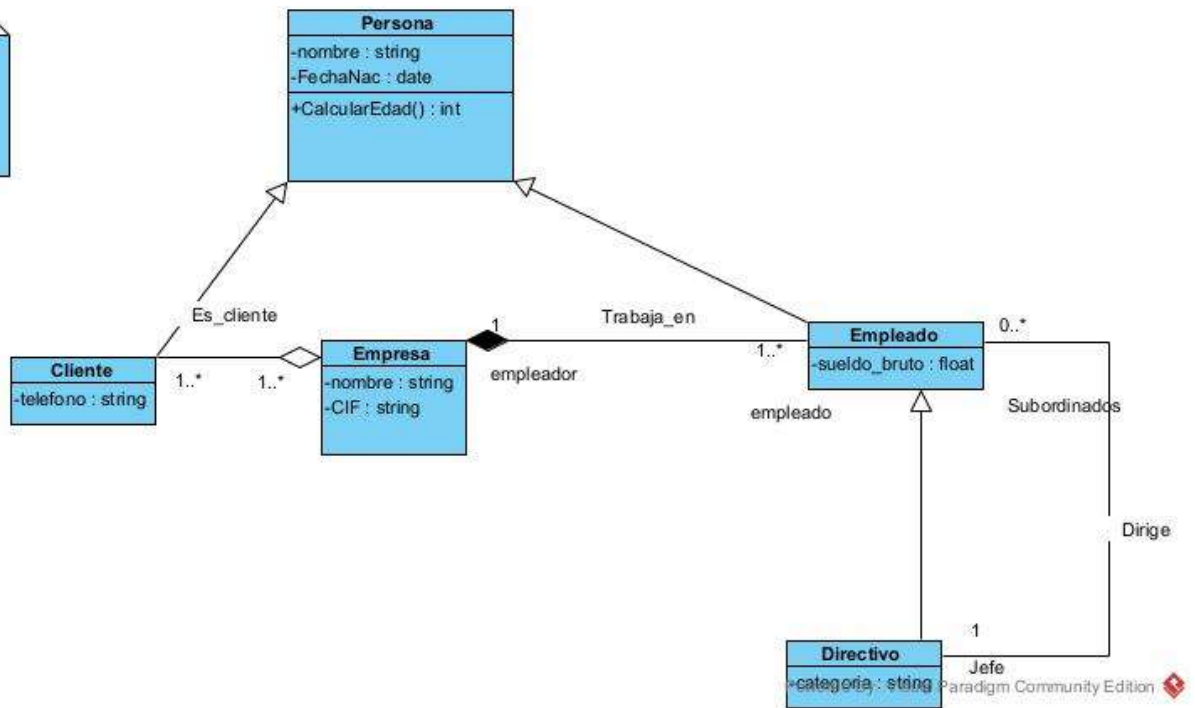 Persona
-nombre : string
-FechaNac : date
+CalcularEdad() : int
Es_cliente
Cliente
-telefono : string
1..*
1..*
Empresa
-nombre : string
-CIF : string
1
empleador
Trabaja_en
1..*
empleado
Empleado
-sueldo_bruto : float
0..*
Subordinados
Dirige
1
Jefe
Directivo
-categoria : string
Paradigm Community Edition